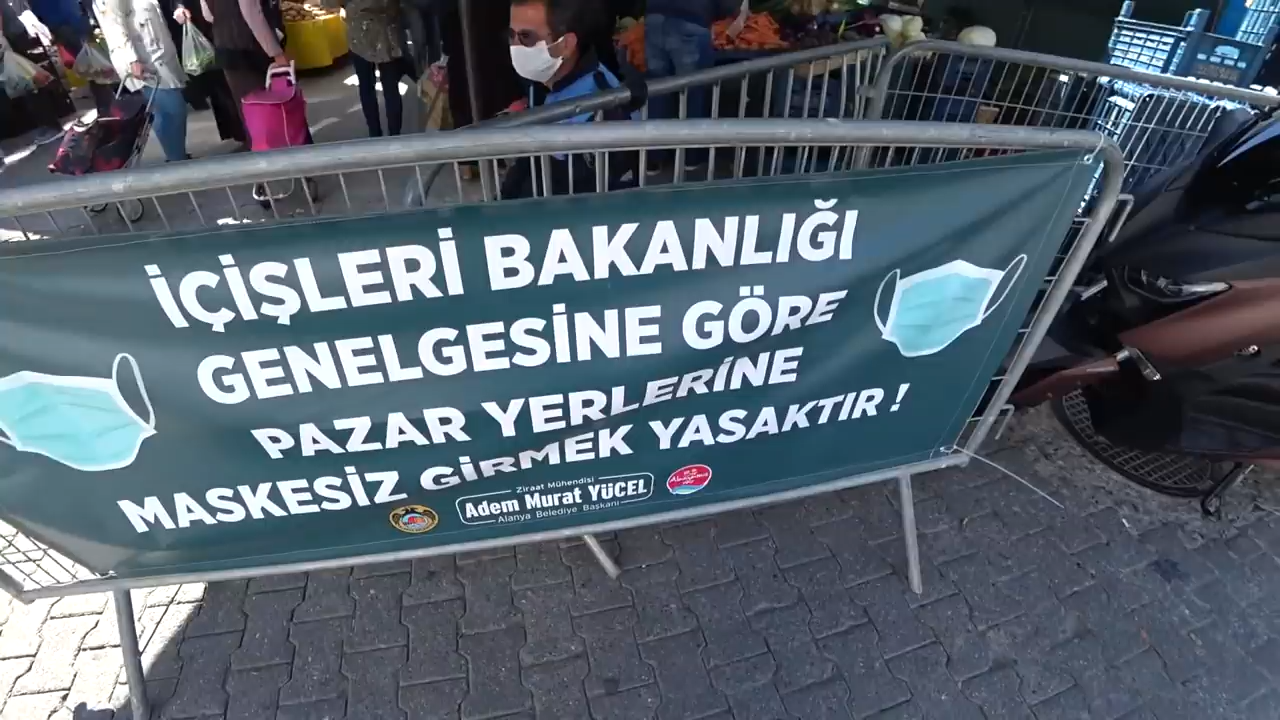 İÇİŞLERİ BAKANLIĞI
GENELGESİNE GÖRE
PAZAR YERLERİNE
MASKESİZ GİRMEK YASAKTIR !
Ziraat Mühendisi
Adem Murat YÜCEL
Alanya Belediye Başkanı